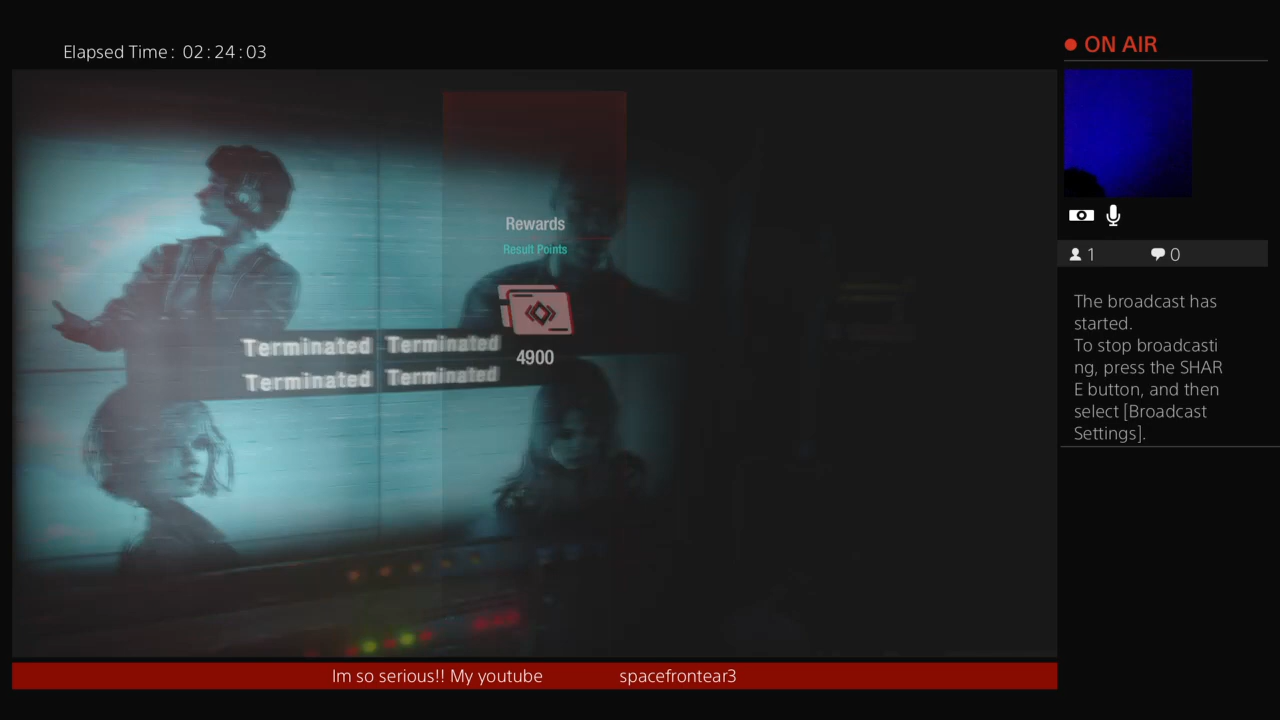 Elapsed Time: 02:24:03
ON AIR
Rewards
Result Points
4900
Terminated Terminated
Terminated Terminated
1 0
The broadcast has
started.
To stop broadcasti
ng, press the SHAR
E button, and then
select [Broadcast
Settings].
Im so serious!! My youtube spacefrontear3